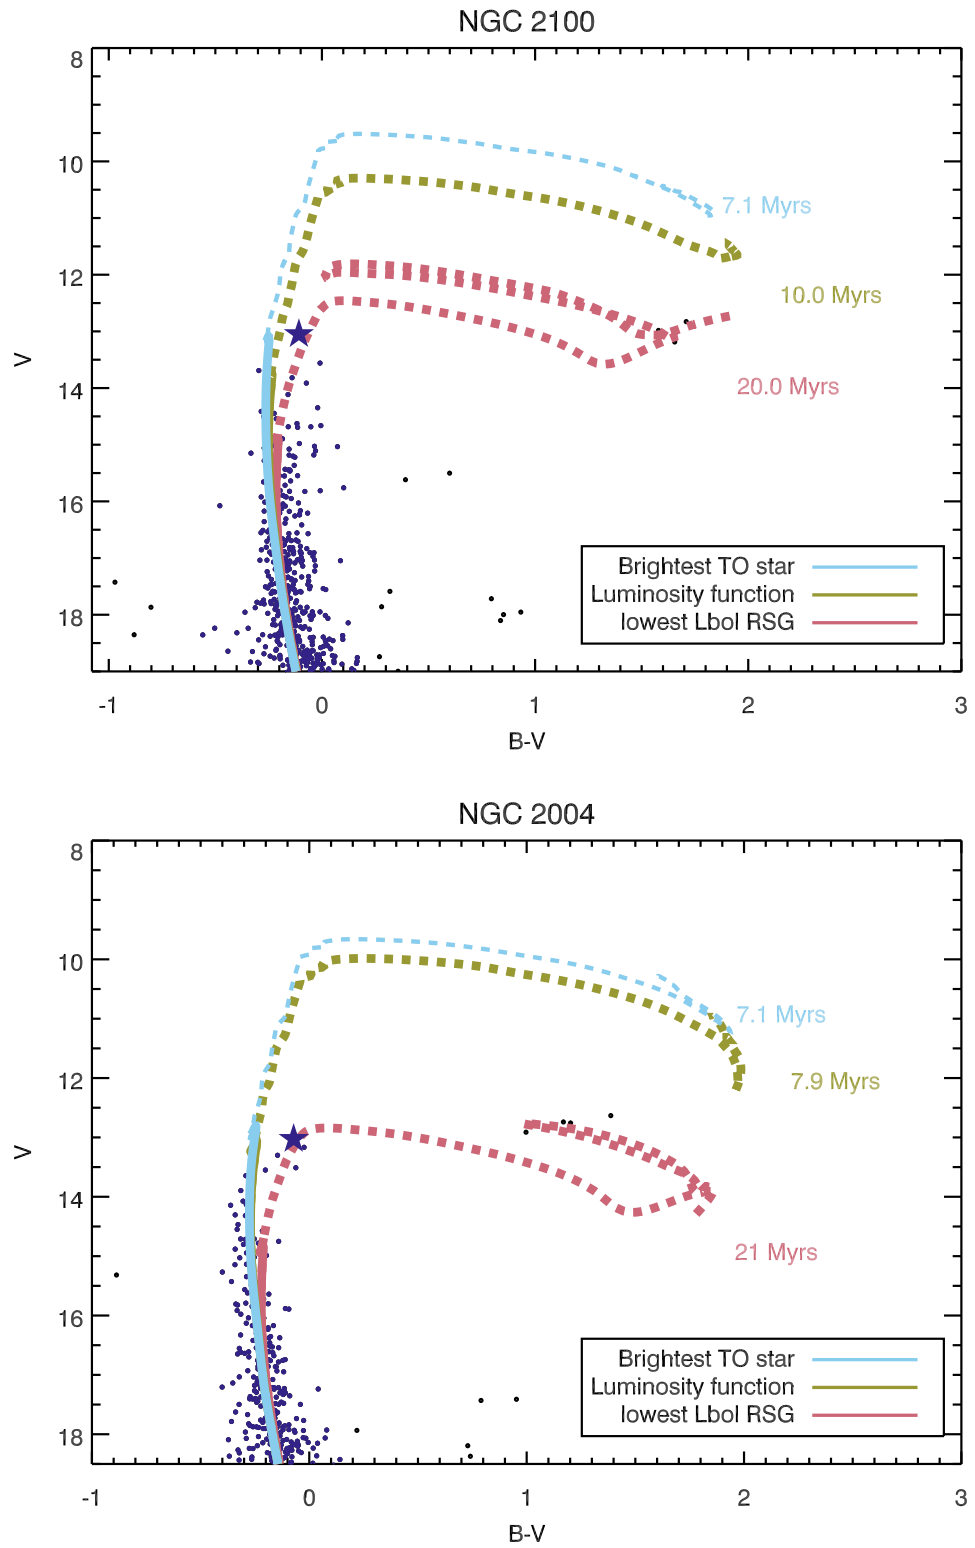 NGC 2100
8
10
12
14
16
18
V
7.1 Myrs
10.0 Myrs
20.0 Myrs
Brightest TO star
Luminosity function
lowest Lbol RSG
-1 0 1 2 3
B-V
NGC 2004
8
10
12
14
16
18
V
7.1 Myrs
7.9 Myrs
21 Myrs
Brightest TO star
Luminosity function
lowest Lbol RSG
-1 0 1 2 3
B-V